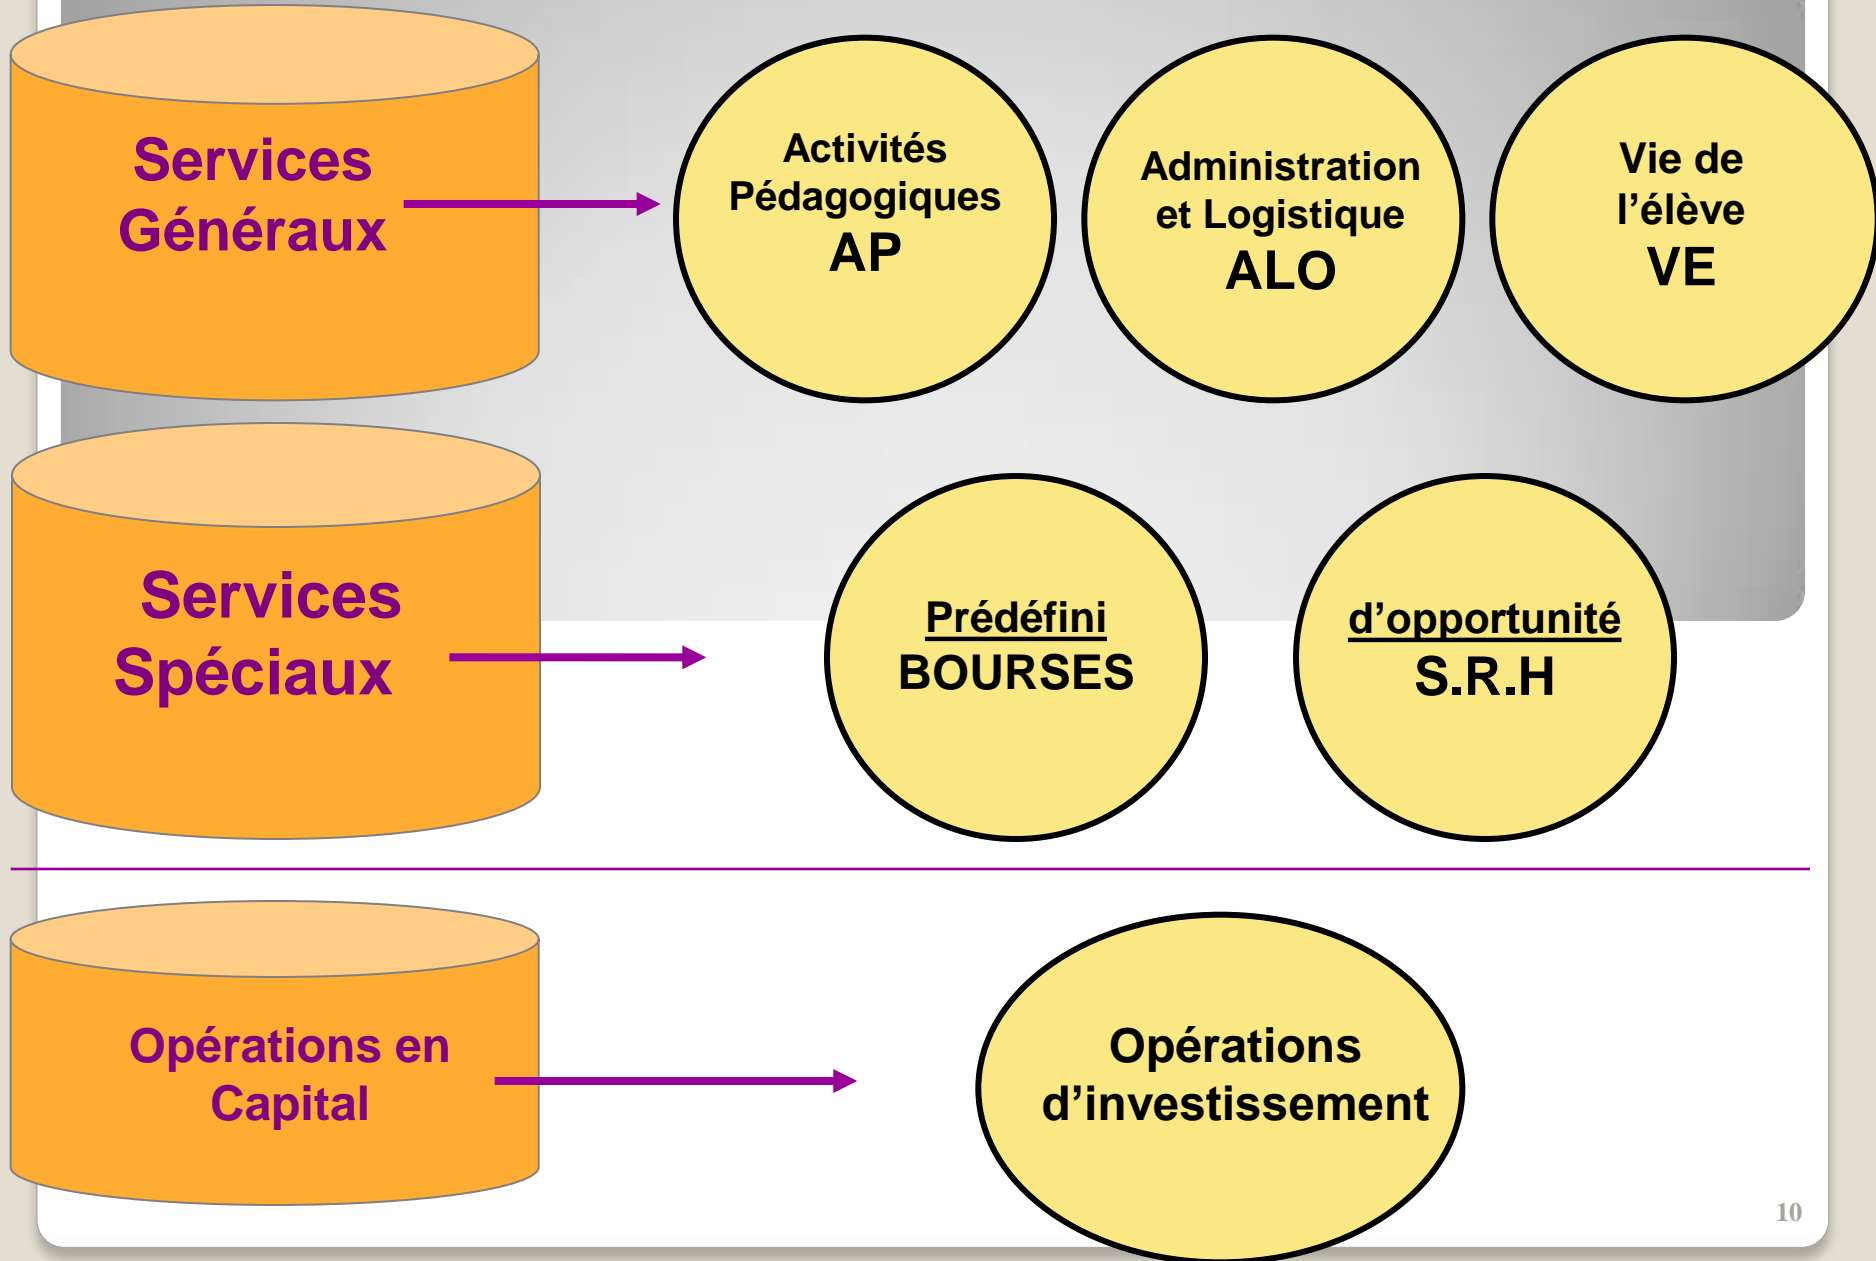 Services
Généraux
Activités
Pédagogiques
AP
Administration
et Logistique
ALO
Vie de
l’élève
VE
Services
Spéciaux
Prédéfini
BOURSES
d’opportunité
S.R.H
Opérations en
Capital
Opérations
d’investissement
10